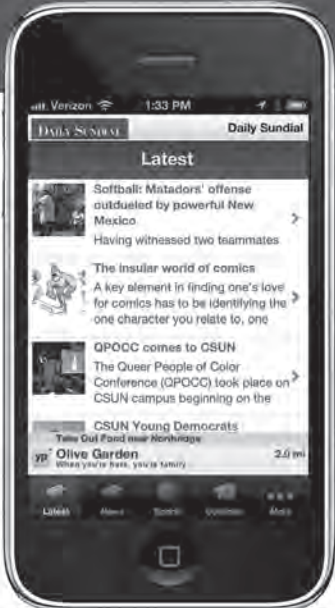 Verizon 1:33 PM
DAILY SUNDIAL Daily Sundial
Latest
Softball: Matadors' offense
outdueled by powerful New
Mexico
Having witnessed two teammates
The insular world of comics
A key element in finding one's love
for comics has to be identifying the
one character you relate to, one
QPOCC comes to CSUN
The Queer People of Color
Conference (QPOCC) took place on
CSUN campus beginning on the
CSUN Young Democrats
Take Out Food near Northridge
yp Olive Garden 2.0 mi
When you're here, you're family
Latest News Sports Opinions More